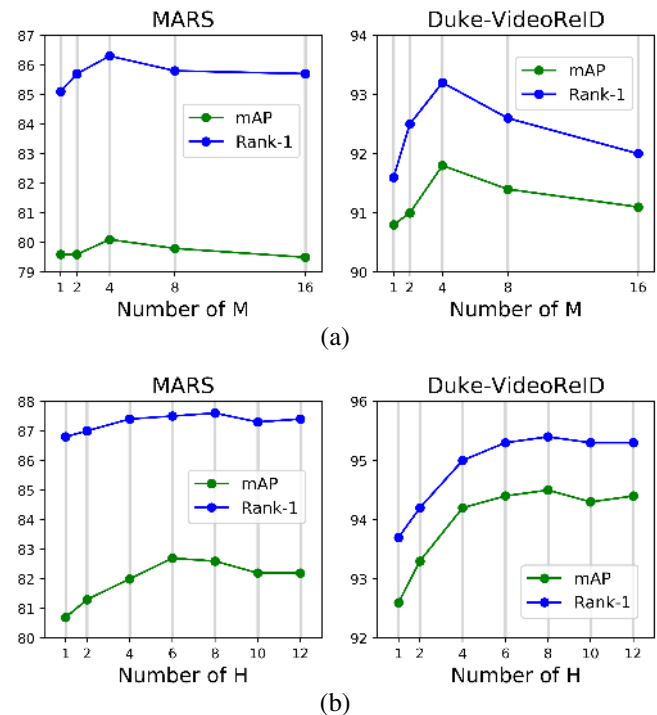 MARS
87
86
85
84
83
82
81
80
79
mAP
Rank-1
1 2 4 8 16
Number of M
Duke-VideoReID
94
93
92
91
90
mAP
Rank-1
1 2 4 8 16
Number of M
(a)
MARS
88
87
86
85
84
83
82
81
80
mAP
Rank-1
1 2 4 6 8 10 12
Number of H
Duke-VideoReID
96
95
94
93
92
mAP
Rank-1
1 2 4 6 8 10 12
Number of H
(b)